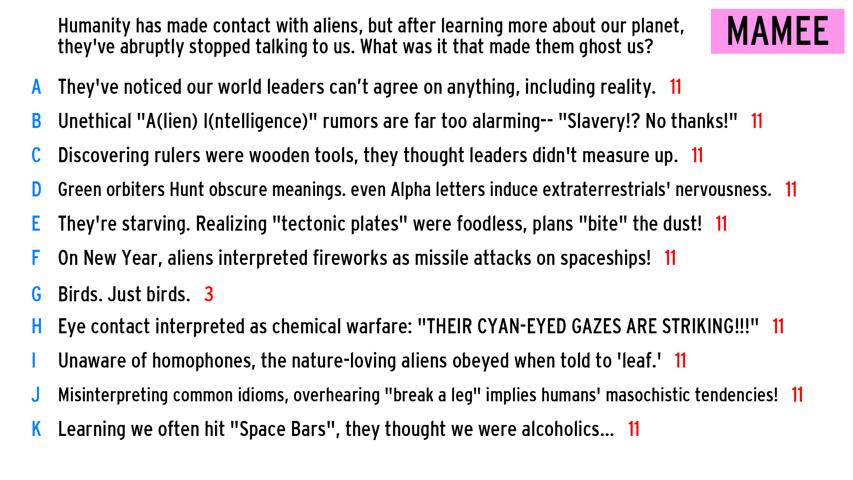 Humanity has made contact with aliens, but after learning more about our planet,
they've abruptly stopped talking to us. What was it that made them ghost us?
MAMEE
A They've noticed our world leaders can't agree on anything, including reality. 11
B Unethical "A(lien) I(ntelligence)" rumors are far too alarming-- "Slavery!? No thanks!" 11
C Discovering rulers were wooden tools, they thought leaders didn't measure up. 11
D Green orbiters Hunt obscure meanings. even Alpha letters induce extraterrestrials' nervousness. 11
E They're starving. Realizing "tectonic plates" were foodless, plans "bite" the dust! 11
F On New Year, aliens interpreted fireworks as missile attacks on spaceships! 11
G Birds. Just birds. 3
H Eye contact interpreted as chemical warfare: "THEIR CYAN-EYED GAZES ARE STRIKING!!!" 11
I Unaware of homophones, the nature-loving aliens obeyed when told to 'leaf.' 11
J Misinterpreting common idioms, overhearing "break a leg" implies humans' masochistic tendencies! 11
K Learning we often hit "Space Bars", they thought we were alcoholics... 11